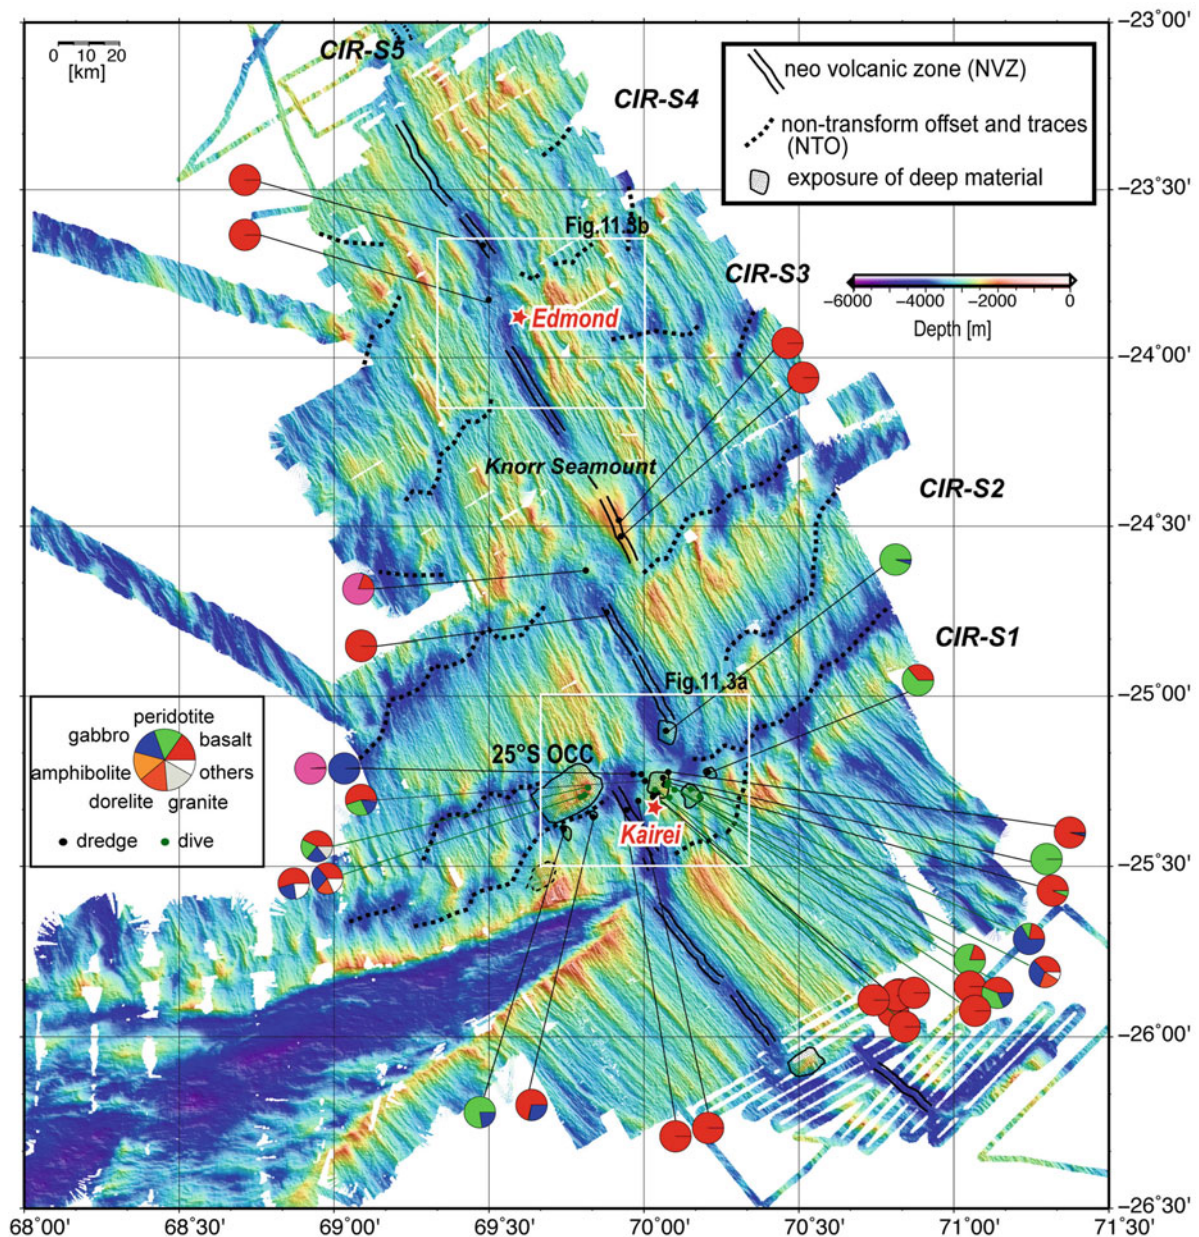 −23˚00'
CIR-S5
0 10 20
[km]
neo volcanic zone (NVZ)
CIR-S4
non-transform offset and traces
(NTO)
exposure of deep material
−23˚30'
Fig.11.3b
CIR-S3
−6000 −4000 −2000 0
Depth [m]
Edmond
−24˚00'
Knorr Seamount
CIR-S2
−24˚30'
CIR-S1
Fig.11.3a
−25˚00'
peridotite
gabbro
basalt
25°S OCC
amphibolite
others
dorelite granite
Kairei
dredge dive
−25˚30'
−26˚00'
−26˚30'
68˚00' 68˚30' 69˚00' 69˚30' 70˚00' 70˚30' 71˚00' 71˚30'